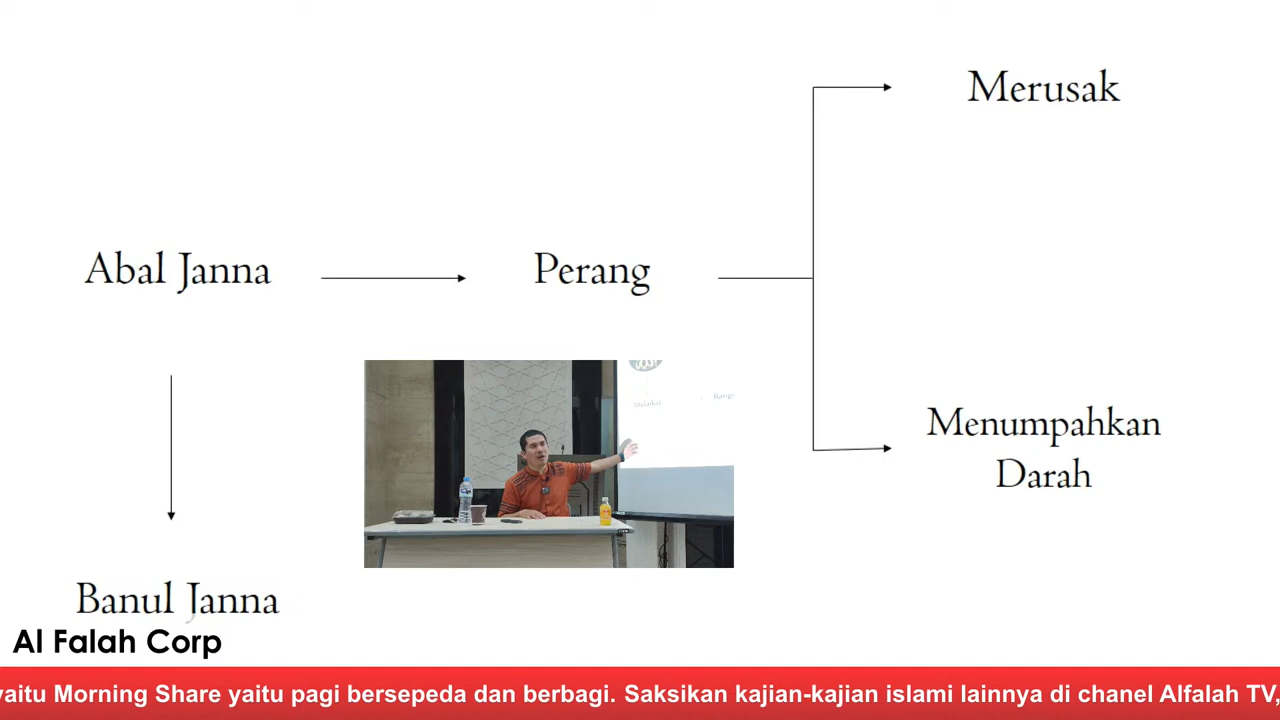 Merusak
Abal Janna
Perang
Menumpahkan
Darah
Malaikat
Banul Janna
Al Falah Corp
yaitu Morning Share yaitu pagi bersepeda dan berbagi. Saksikan kajian-kajian islami lainnya di chanel Alfalah TV,